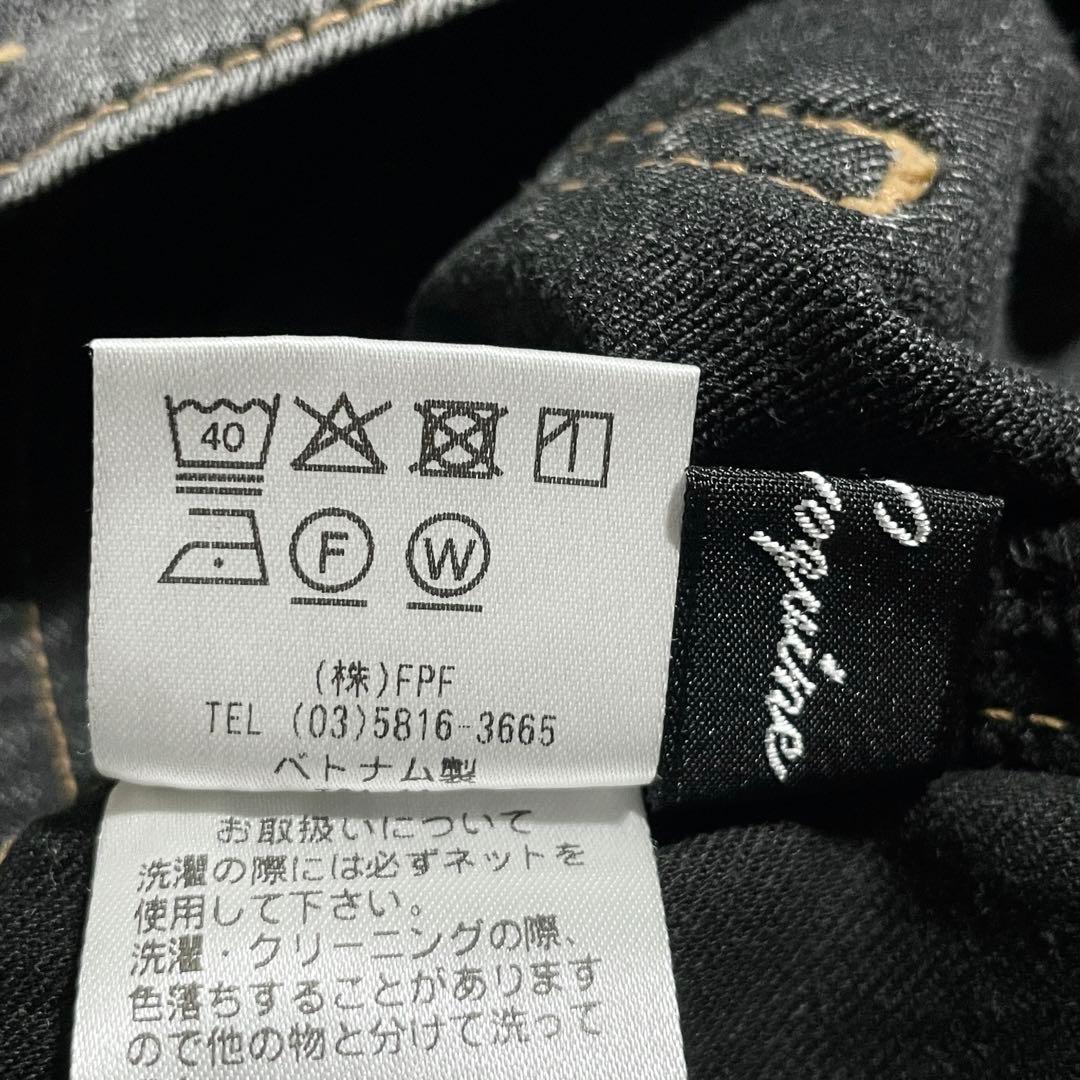 40
F W
(株)FPF
TEL (03)5816-3665
ベトナム製
お取扱いについて
洗濯の際には必ずネットを
使用して下さい。
洗濯・クリーニングの際、
色落ちすることがあります
ので他の物と分けて洗って
Coquine